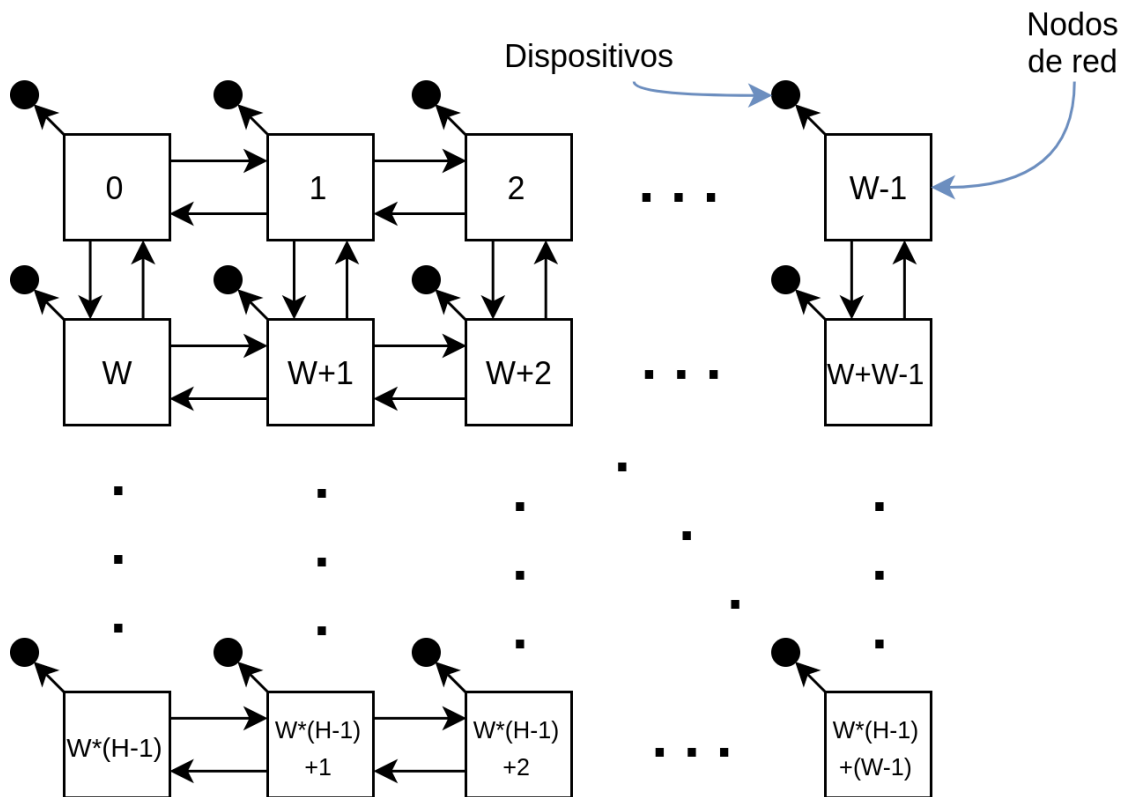 Dispositivos
Nodos
de red
0
1
2
. . .
W-1
W
W+1
W+2
. . .
W+W-1
W*(H-1)
W*(H-1)
+1
W*(H-1)
+2
. . .
W*(H-1)
+(W-1)